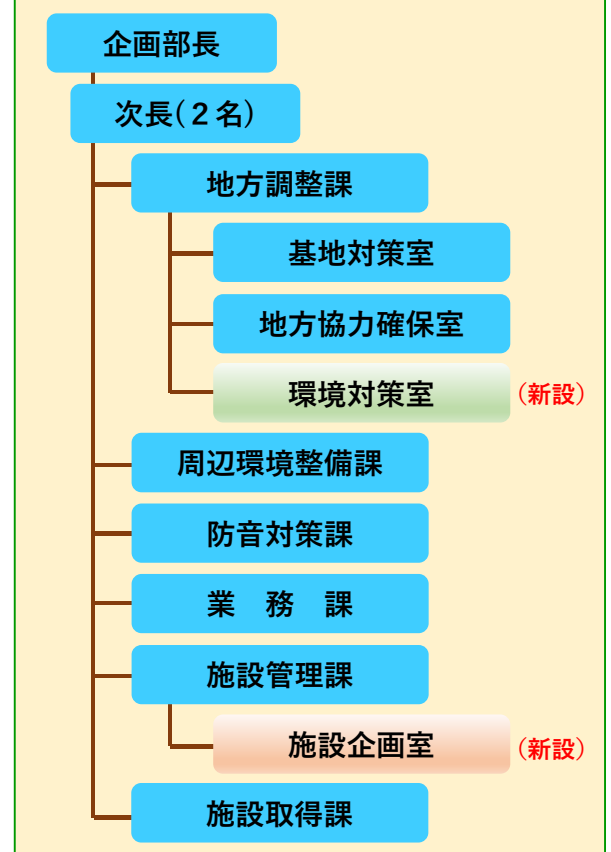 企画部長
次長(２名)
地方調整課
基地対策室
地方協力確保室
環境対策室 (新設)
周辺環境整備課
防音対策課
業　務　課
施設管理課
施設企画室 (新設)
施設取得課